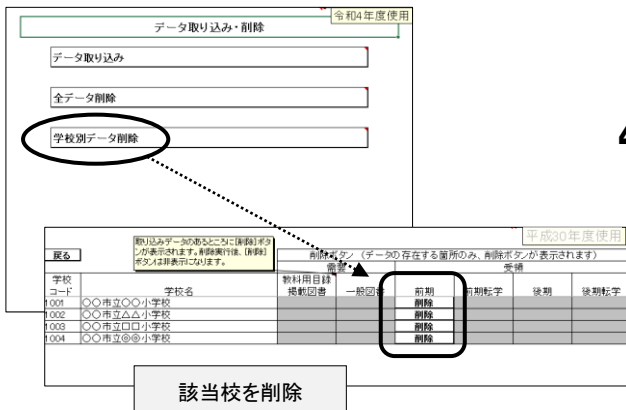 令和4年度使用
データ取り込み・削除
データ取り込み
全データ削除
学校別データ削除
4
平成30年度使用
戻る
取り込みデータのあるところに[削除]ボタ
ンが表示されます。削除実行後、[削除]
ボタンは非表示になります。
削除ボタン (データの存在する箇所のみ、削除ボタンが表示されます)
需要 受領
学校
コード 学校名 教科用目録
掲載図書 一般図書 前期 前期転学 後期 後期転学
1001 〇〇市立〇〇小学校 削除
1002 〇〇市立△△小学校 削除
1003 〇〇市立□□小学校 削除
1004 〇〇市立◎◎小学校 削除
該当校を削除